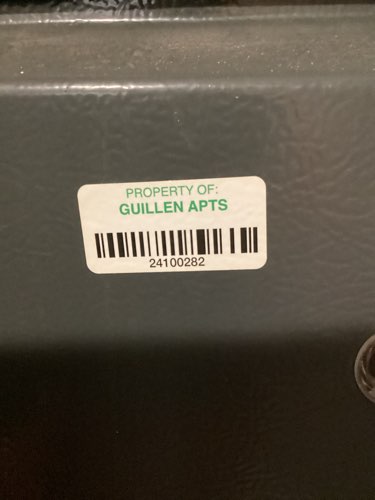 PROPERTY OF:
GUILLEN APTS
24100282